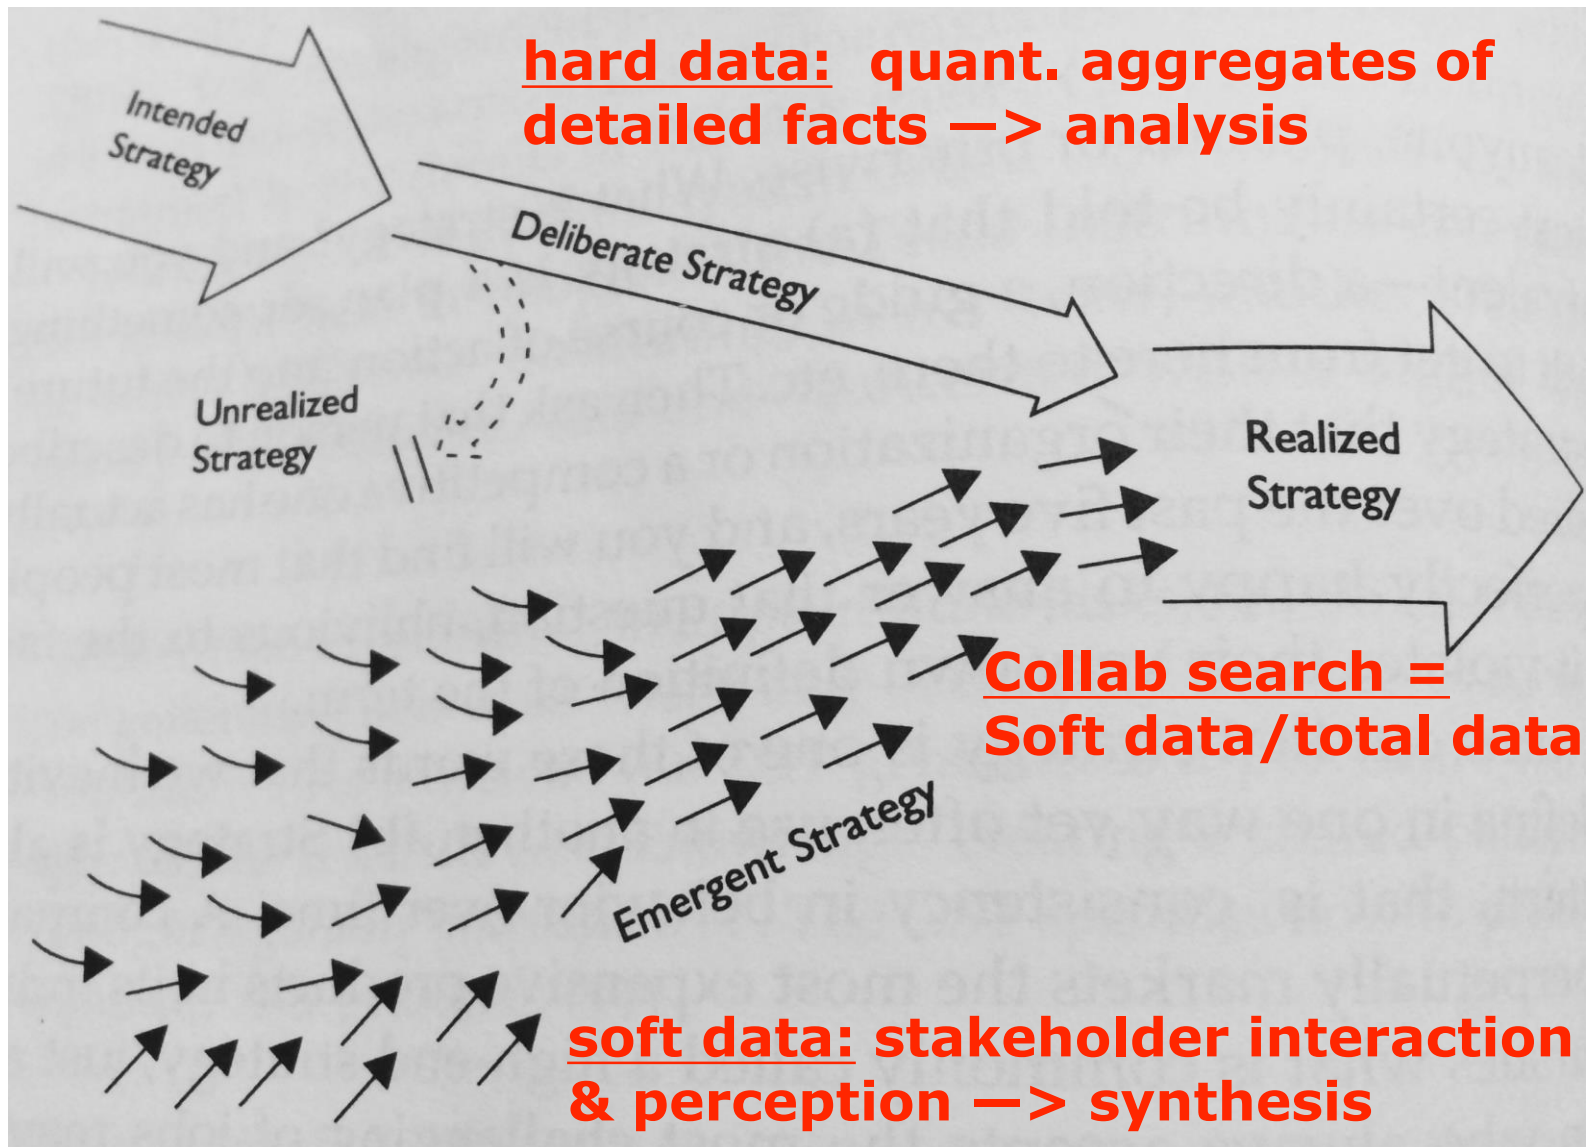 hard data: quant. aggregates of
detailed facts —> analysis
Intended
Strategy
Deliberate Strategy
Unrealized
Strategy
Realized
Strategy
Collab search =
Soft data/total data
Emergent Strategy
soft data: stakeholder interaction
& perception —> synthesis